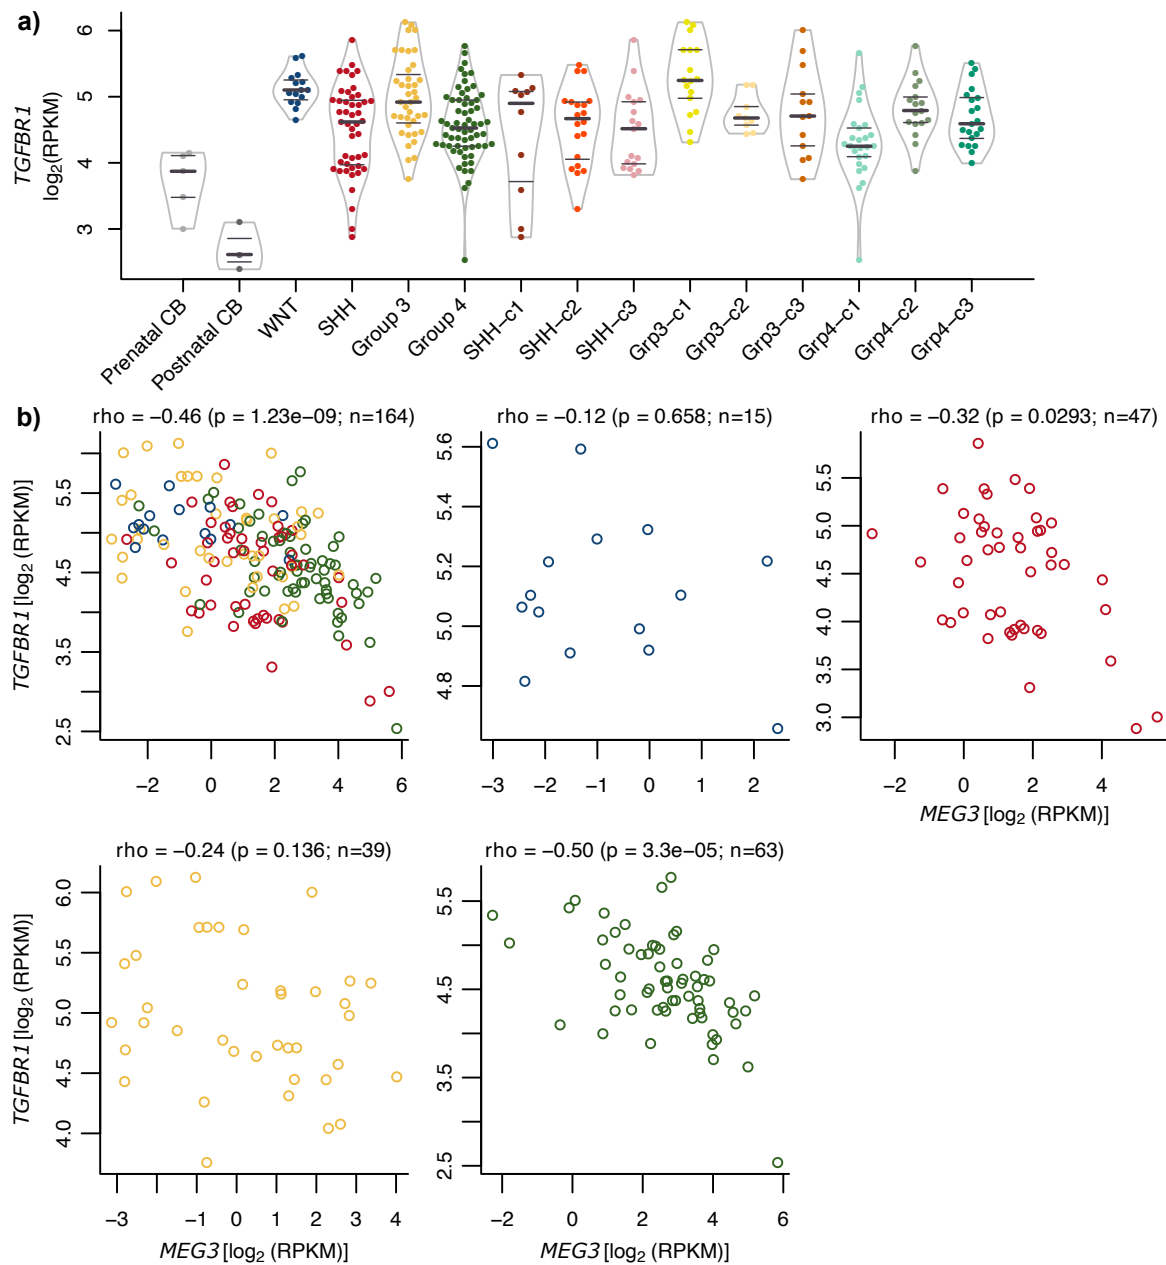 a)
TGFBR1
log2(RPKM)
6
5
4
3
Prenatal CB
Postnatal CB
WNT
SHH
Group 3
Group 4
SHH−c1
SHH−c2
SHH−c3
Grp3−c1
Grp3−c2
Grp3−c3
Grp4−c1
Grp4−c2
Grp4−c3
b)
rho = −0.46 (p = 1.23e−09; n=164)
TGFBR1 [log2 (RPKM)]
5.5
4.5
3.5
2.5
−2 0 2 4 6
rho = −0.12 (p = 0.658; n=15)
5.6
5.4
5.2
5.0
4.8
−3 −2 −1 0 1 2
rho = −0.32 (p = 0.0293; n=47)
5.5
5.0
4.5
4.0
3.5
3.0
−2 0 2 4
MEG3 [log2 (RPKM)]
rho = −0.24 (p = 0.136; n=39)
TGFBR1 [log2 (RPKM)]
6.0
5.5
5.0
4.5
4.0
−3 −1 0 1 2 3 4
MEG3 [log2 (RPKM)]
rho = −0.50 (p = 3.3e−05; n=63)
5.5
4.5
3.5
2.5
−2 0 2 4 6
MEG3 [log2 (RPKM)]